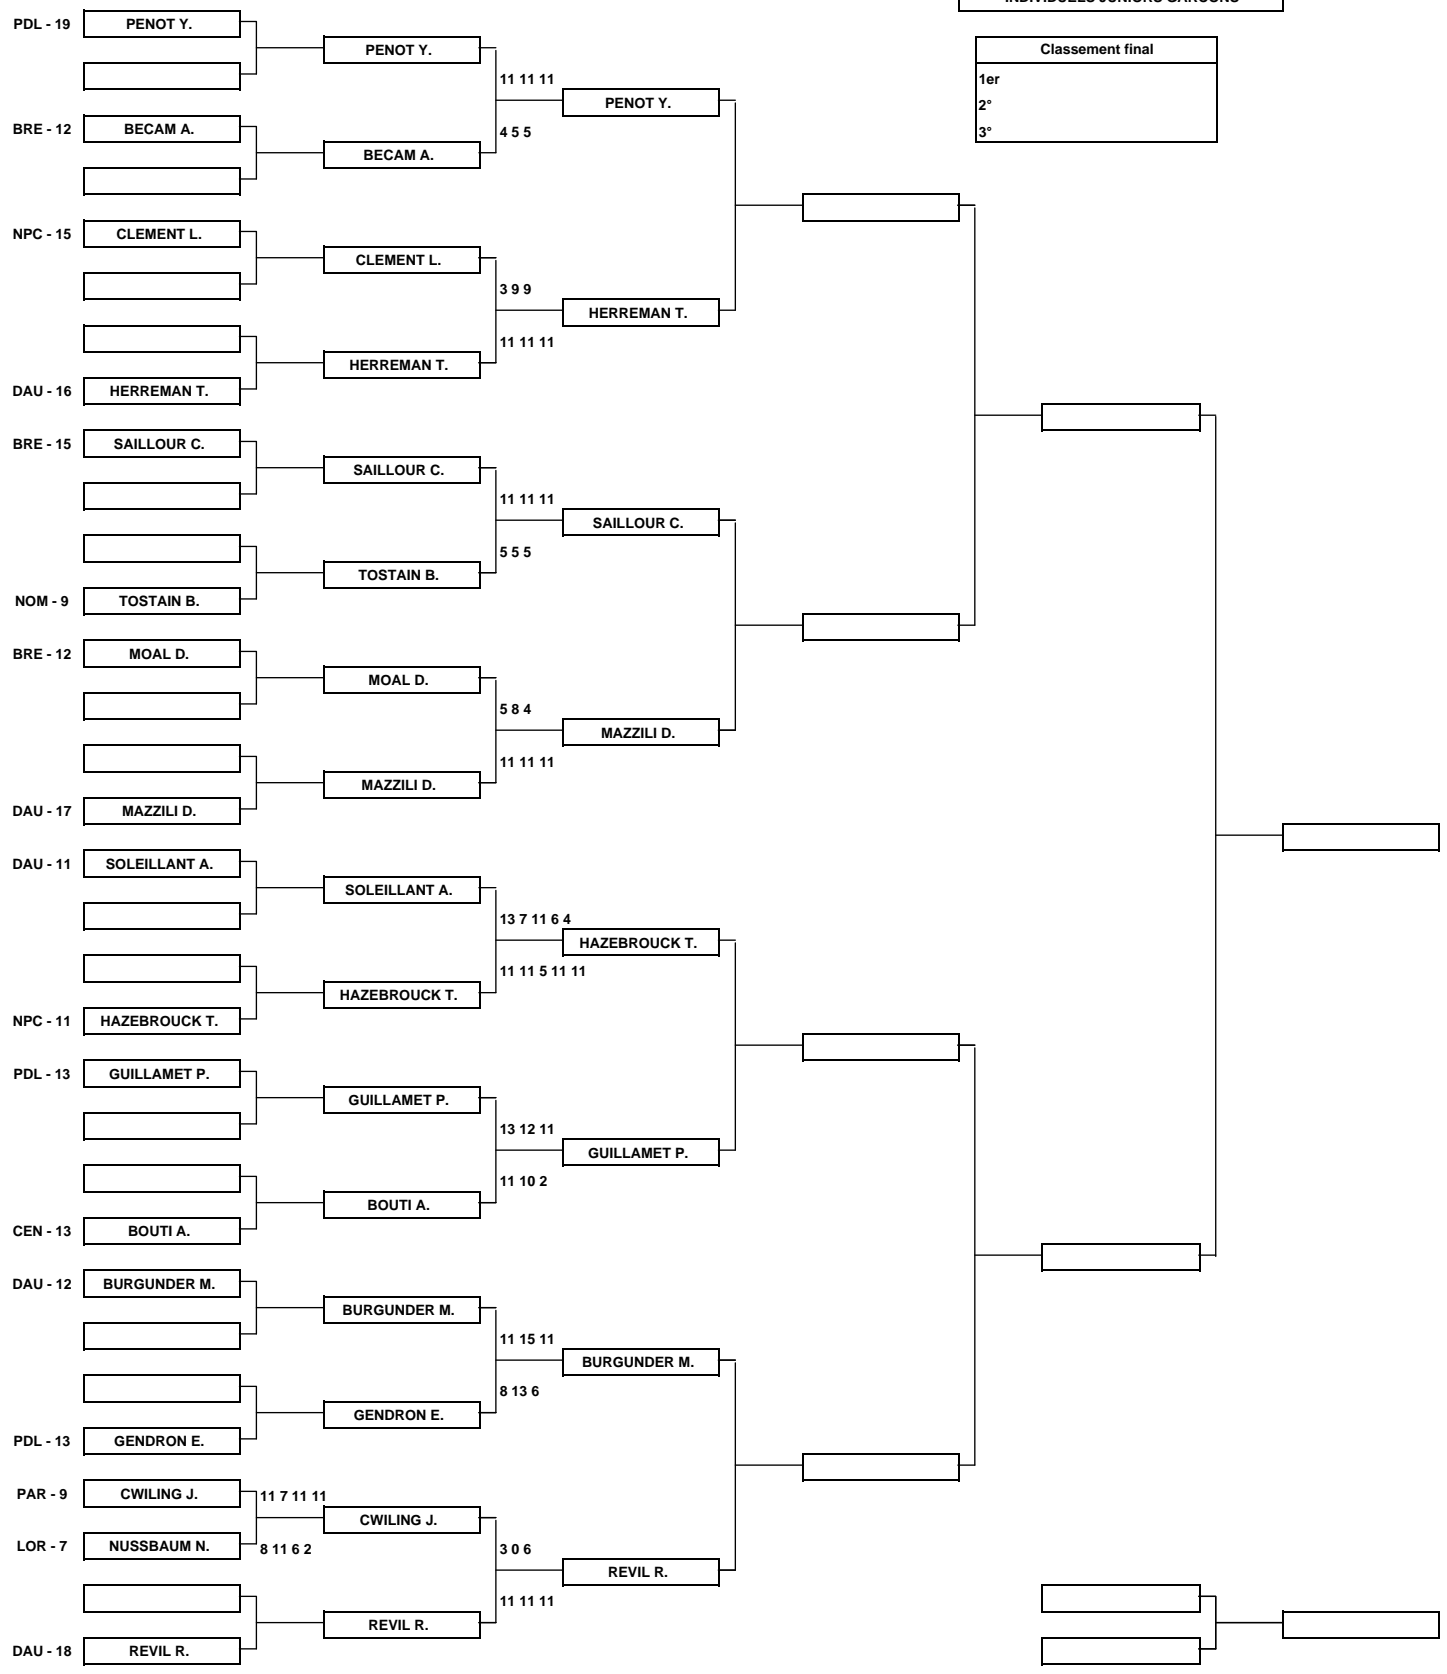 INDIVIDUELS JUNIORS GARCONS
PDL - 19 PENOT Y.
PENOT Y.
Classement final
11 11 11
1er
PENOT Y.
2°
BRE - 12 BECAM A.
4 5 5
3°
BECAM A.
NPC - 15 CLEMENT L.
CLEMENT L.
3 9 9
HERREMAN T.
11 11 11
HERREMAN T.
DAU - 16 HERREMAN T.
BRE - 15 SAILLOUR C.
SAILLOUR C.
11 11 11
SAILLOUR C.
5 5 5
TOSTAIN B.
NOM - 9 TOSTAIN B.
BRE - 12 MOAL D.
MOAL D.
5 8 4
MAZZILI D.
11 11 11
MAZZILI D.
DAU - 17 MAZZILI D.
DAU - 11 SOLEILLANT A.
SOLEILLANT A.
13 7 11 6 4
HAZEBROUCK T.
11 11 5 11 11
HAZEBROUCK T.
NPC - 11 HAZEBROUCK T.
PDL - 13 GUILLAMET P.
GUILLAMET P.
13 12 11
GUILLAMET P.
11 10 2
BOUTI A.
CEN - 13 BOUTI A.
DAU - 12 BURGUNDER M.
BURGUNDER M.
11 15 11
BURGUNDER M.
8 13 6
GENDRON E.
PDL - 13 GENDRON E.
PAR - 9 CWILING J.
11 7 11 11
CWILING J.
LOR - 7 NUSSBAUM N.
8 11 6 2
3 0 6
REVIL R.
11 11 11
REVIL R.
DAU - 18 REVIL R.